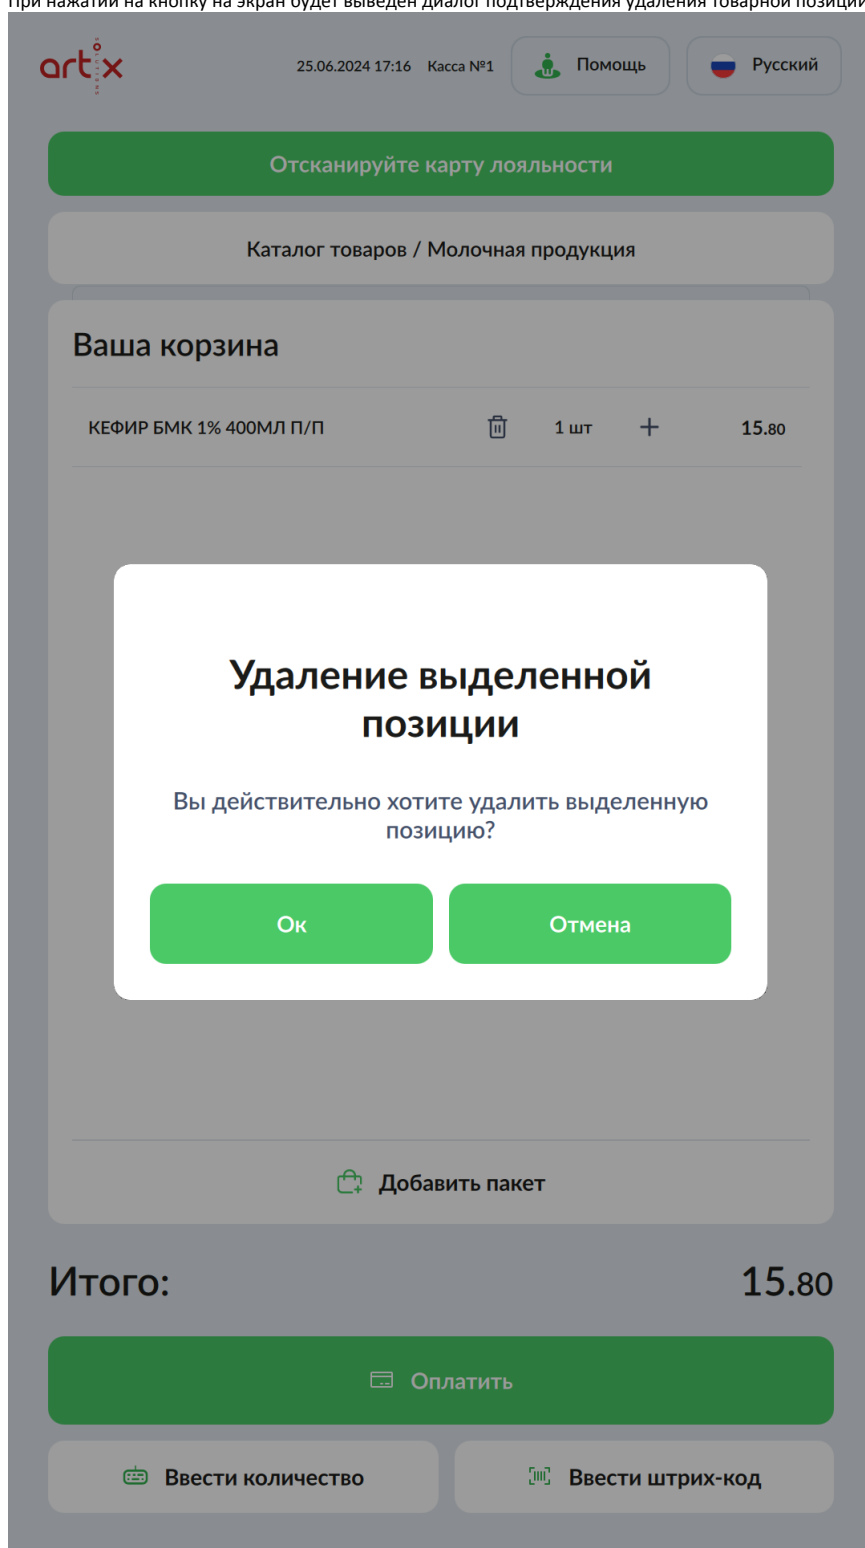 При нажатии на кнопку на экран будет выведен диалог подтверждения удаления товарной позиции
artix
SOLUTIONS
25.06.2024 17:16 Касса №1 Помощь Русский
Отсканируйте карту лояльности
Каталог товаров / Молочная продукция
Ваша корзина
КЕФИР БМК 1% 400МЛ П/П 1 шт 15.80
Удаление выделенной
позиции
Вы действительно хотите удалить выделенную
позицию?
Ок Отмена
Добавить пакет
Итого: 15.80
Оплатить
Ввести количество Ввести штрих-код